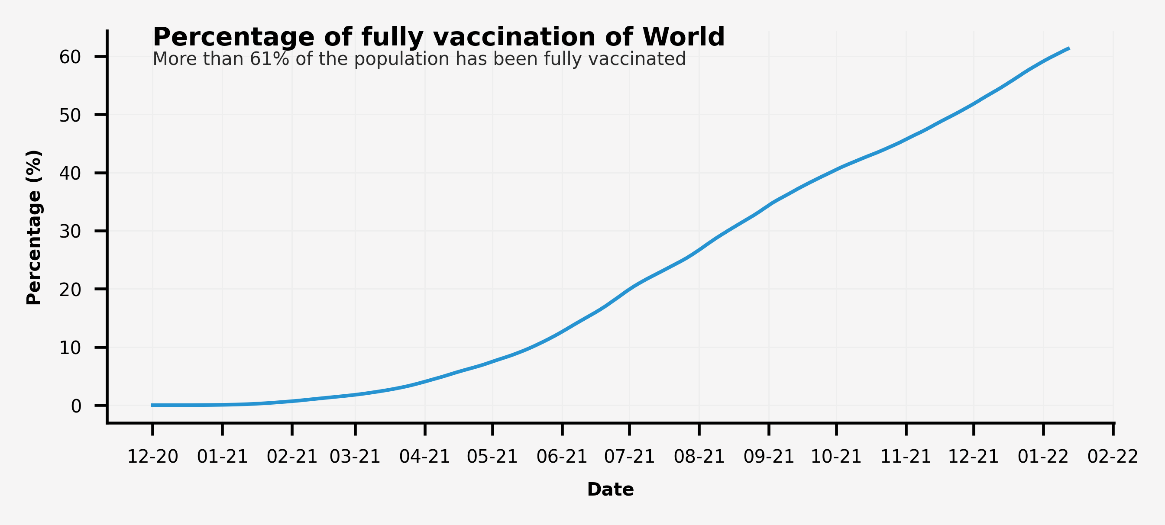 Percentage of fully vaccination of World
More than 61% of the population has been fully vaccinated
Percentage (%)
60
50
40
30
20
10
0
12-20 01-21 02-21 03-21 04-21 05-21 06-21 07-21 08-21 09-21 10-21 11-21 12-21 01-22 02-22
Date